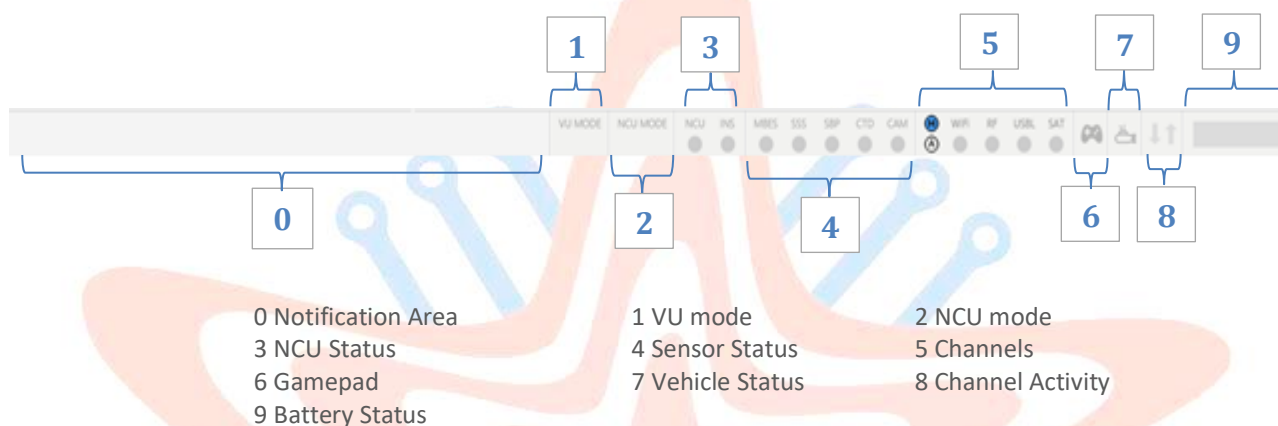 1 3 5 7 9
VU MODE NCU MODE NCU INS MBES SSS SBP CTD CAM H WiFi RF USBL SAT
A
0 2 4 6 8
0 Notification Area 1 VU mode 2 NCU mode
3 NCU Status 4 Sensor Status 5 Channels
6 Gamepad 7 Vehicle Status 8 Channel Activity
9 Battery Status